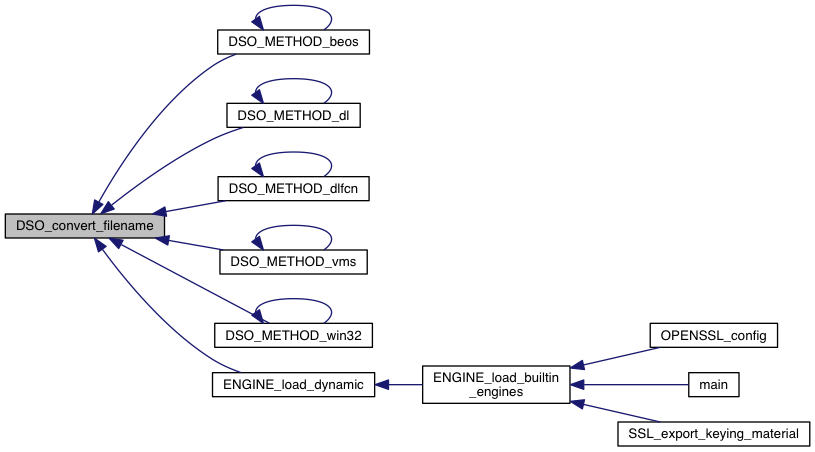 DSO_METHOD_beos
DSO_METHOD_dl
DSO_METHOD_dlfcn
DSO_convert_filename
DSO_METHOD_vms
DSO_METHOD_win32
OPENSSL_config
ENGINE_load_dynamic
ENGINE_load_builtin
_engines
main
SSL_export_keying_material